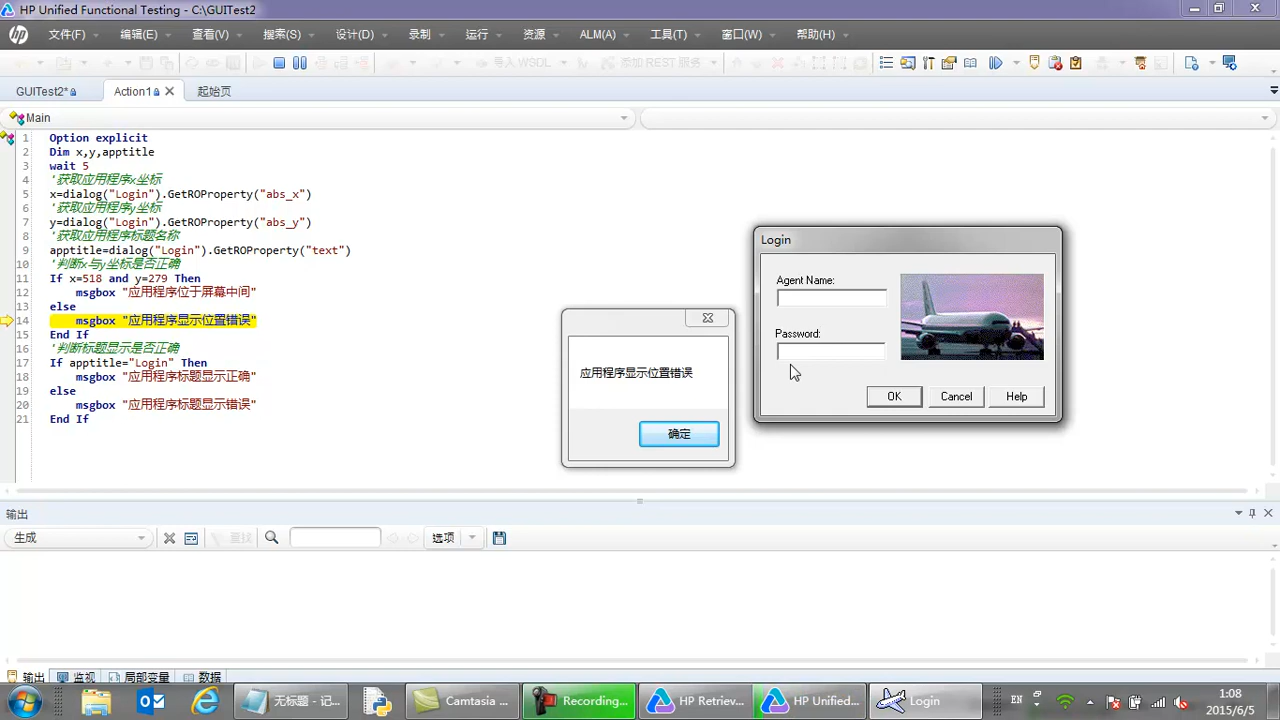 HP Unified Functional Testing - C:\GUITest2
文件(F) 编辑(E) 查看(V) 搜索(S) 设计(D) 录制 运行 资源 ALM(A) 工具(T) 窗口(W) 帮助(H)
导入 WSDL 添加 REST 服务
GUITest2* Action1 起始页
Main
1 Option explicit
2 Dim x,y,apptitle
3 wait 5
4 '获取应用程序x坐标
5 x=dialog("Login").GetROProperty("abs_x")
6 '获取应用程序y坐标
7 y=dialog("Login").GetROProperty("abs_y")
8 '获取应用程序标题名称
9 apptitle=dialog("Login").GetROProperty("text")
10 '判断x与y坐标是否正确
11 If x=518 and y=279 Then
12 msgbox "应用程序位于屏幕中间"
13 else
14 msgbox "应用程序显示位置错误"
15 End If
16 '判断标题显示是否正确
17 If apptitle="Login" Then
18 msgbox "应用程序标题显示正确"
19 else
20 msgbox "应用程序标题显示错误"
21 End If
应用程序显示位置错误
确定
Login
Agent Name:
Password:
OK Cancel Help
输出
生成 查找 选项
输出 监视 局部变量 数据
无标题 - 记... Camtasia ... Recording... HP Retriev... HP Unified... Login EN 1:08
2015/6/5